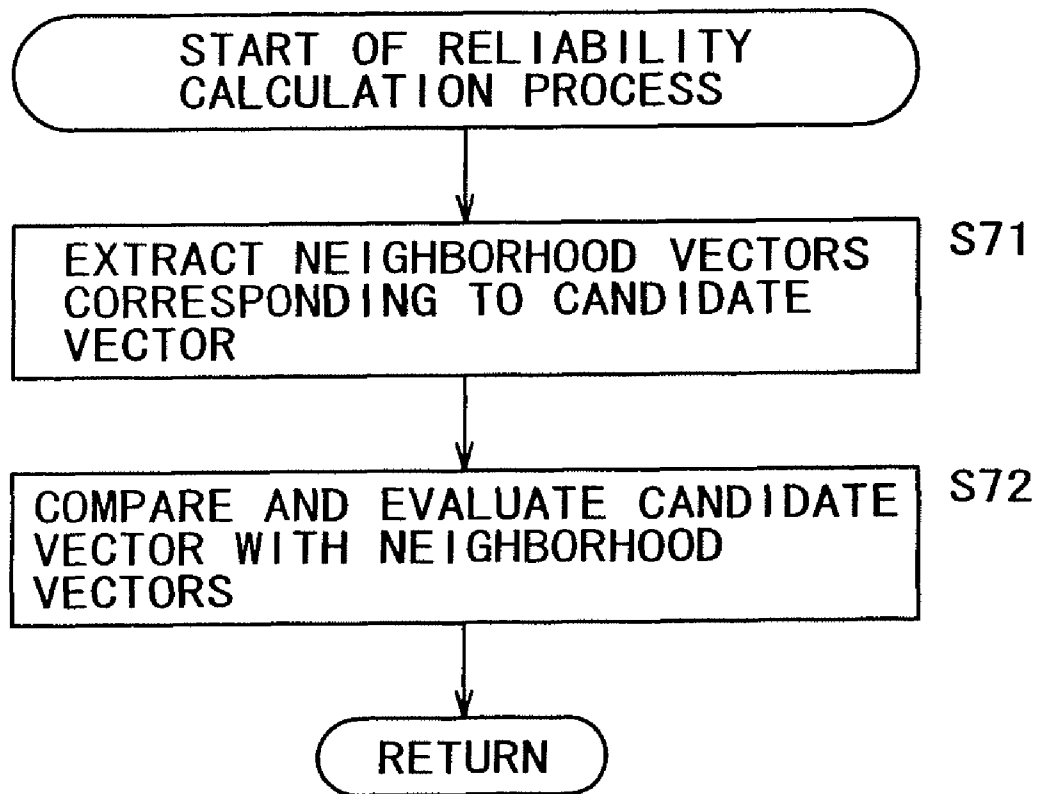 START OF RELIABILITY
CALCULATION PROCESS
S71
EXTRACT NEIGHBORHOOD VECTORS
CORRESPONDING TO CANDIDATE
VECTOR
S72
COMPARE AND EVALUATE CANDIDATE
VECTOR WITH NEIGHBORHOOD
VECTORS
RETURN